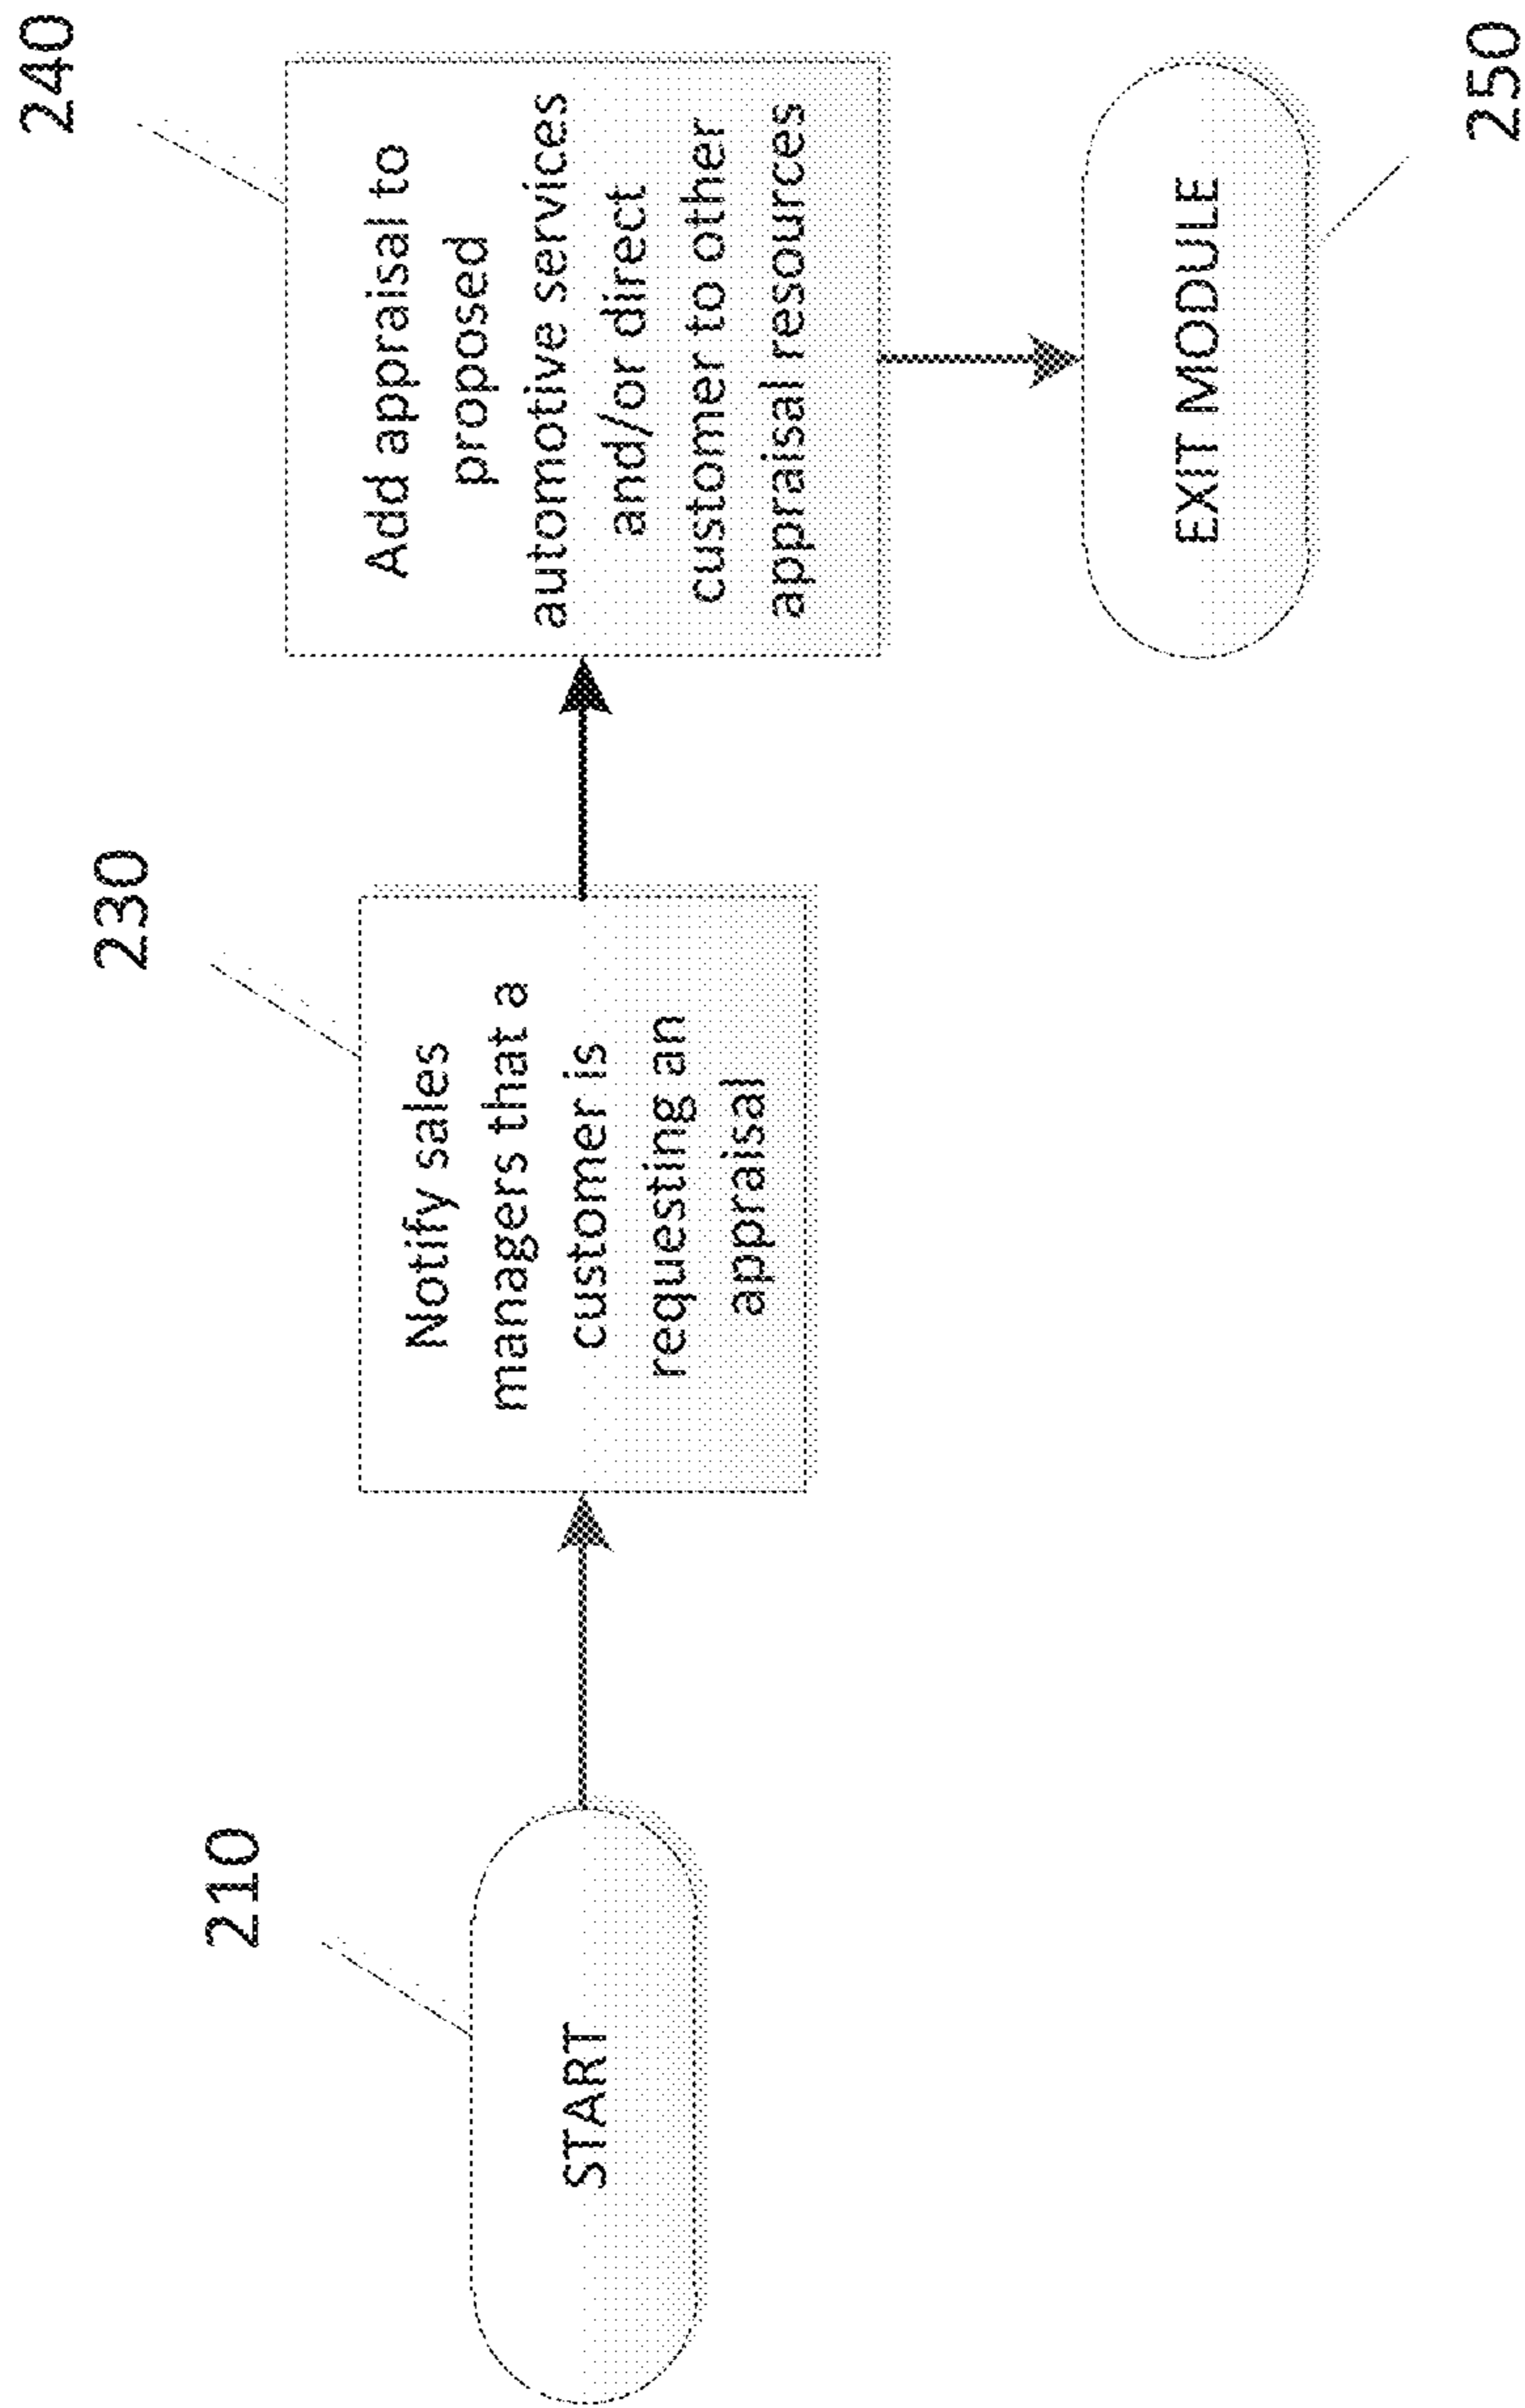 210
START
230
Notify sales
managers that a
customer is
requesting an
appraisal
240
Add appraisal to
proposed
automotive services
and/or direct
customer to other
appraisal resources
EXIT MODULE
250